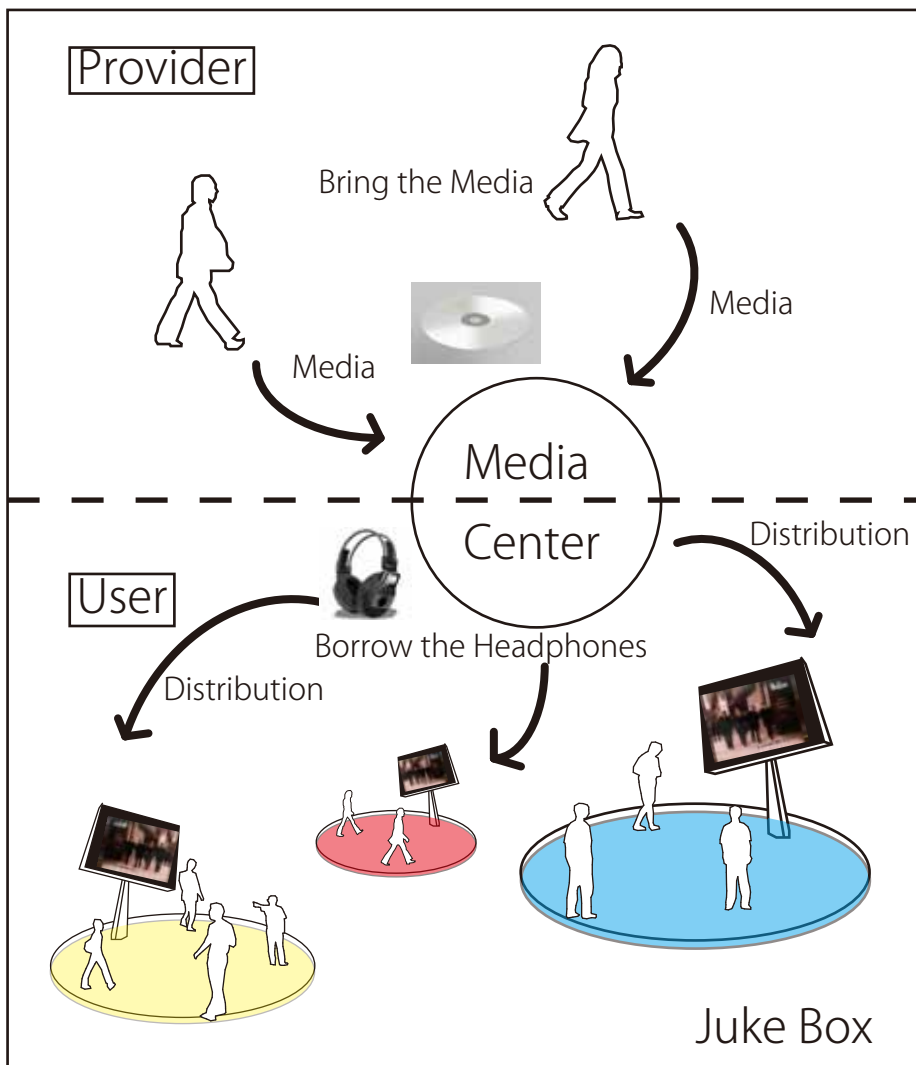 Provider
Bring the Media
Media
Media
Media
Center
Distribution
User
Borrow the Headphones
Distribution
Juke Box